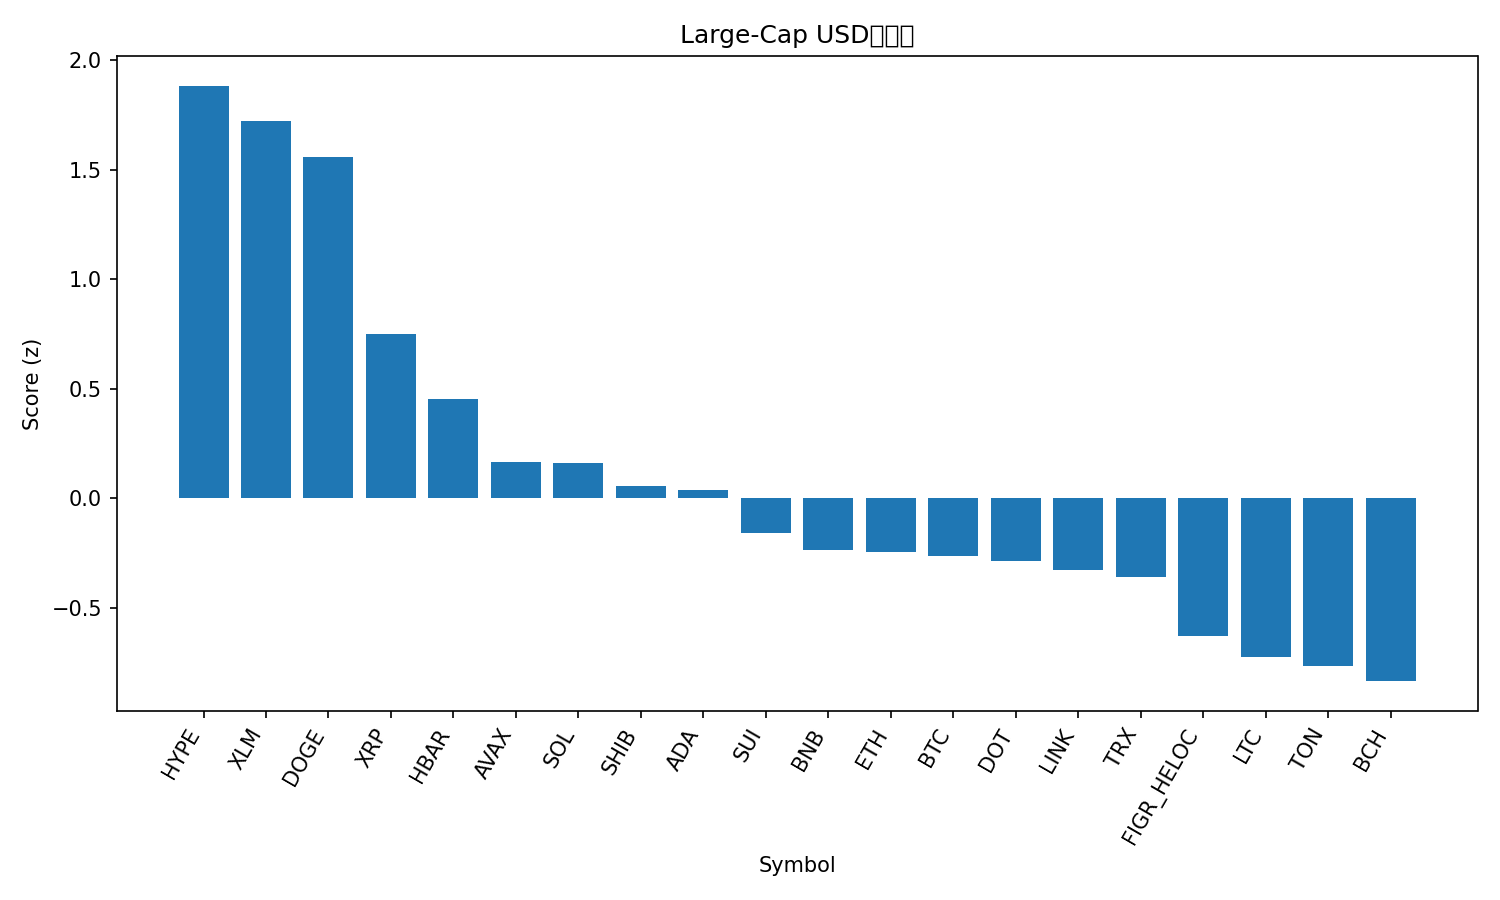 Large-Cap USD
2.0
1.5
1.0
0.5
0.0
−0.5
Score (z)
HYPE
XLM
DOGE
XRP
HBAR
AVAX
SOL
SHIB
ADA
SUI
BNB
ETH
BTC
DOT
LINK
TRX
FIGR_HELOC
LTC
TON
BCH
Symbol